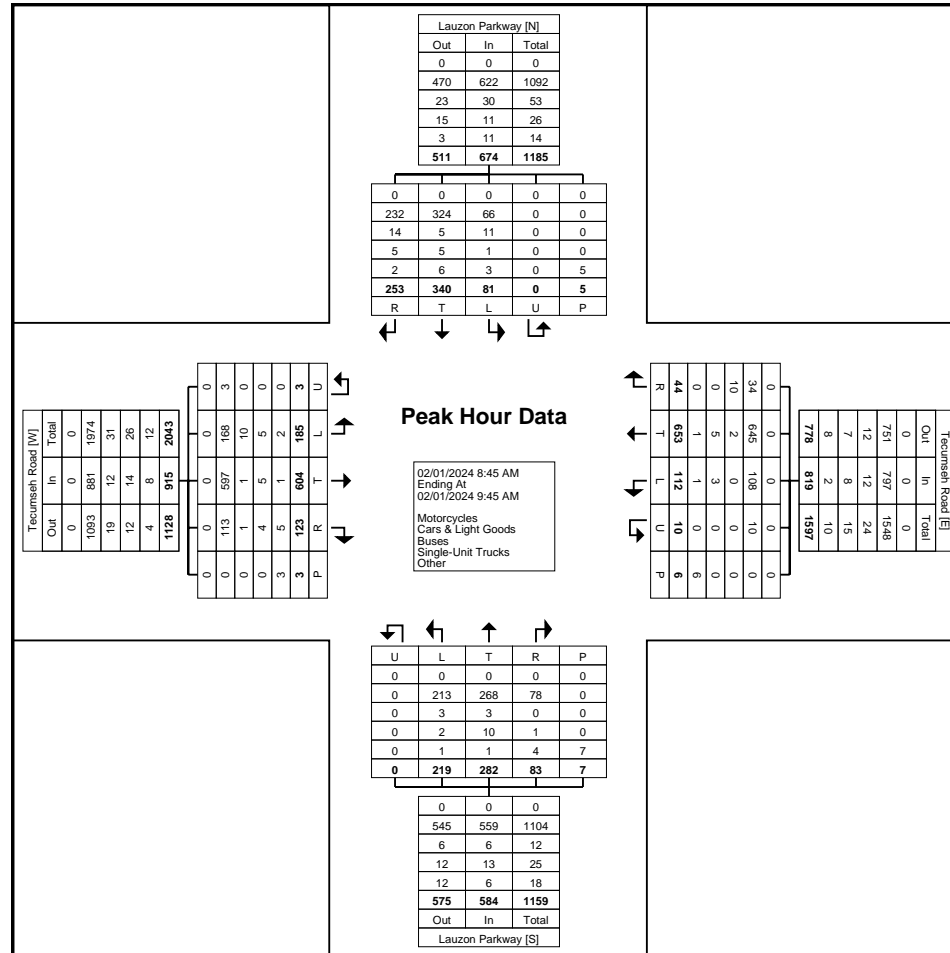 Lauzon Parkway [N]
Out In Total
0 0 0
470 622 1092
23 30 53
15 11 26
3 11 14
511 674 1185
0 0 0 0 0
232 324 66 0 0
14 5 11 0 0
5 5 1 0 0
2 6 3 0 5
253 340 81 0 5
R T L U P
Tecumseh Road [W]
Total In Out
0 0 0
1974 881 1093
31 12 19
26 14 12
12 8 4
2043 915 1128
0 3 0 0 0 3 U
0 168 10 5 2 185 L
0 597 1 5 1 604 T
0 113 1 4 5 123 R
0 0 0 0 3 3 P
Peak Hour Data
02/01/2024 8:45 AM
Ending At
02/01/2024 9:45 AM
Motorcycles
Cars & Light Goods
Buses
Single-Unit Trucks
Other
R 44 0 0 10 34 0
T 653 1 5 2 645 0
L 112 1 3 0 108 0
U 10 0 0 0 10 0
P 6 6 0 0 0 0
Tecumseh Road [E]
Out In Total
0 0 0
751 797 1548
12 12 24
7 8 15
8 2 10
778 819 1597
U L T R P
0 0 0 0 0
0 213 268 78 0
0 3 3 0 0
0 2 10 1 0
0 1 1 4 7
0 219 282 83 7
0 0 0
545 559 1104
6 6 12
12 13 25
12 6 18
575 584 1159
Out In Total
Lauzon Parkway [S]